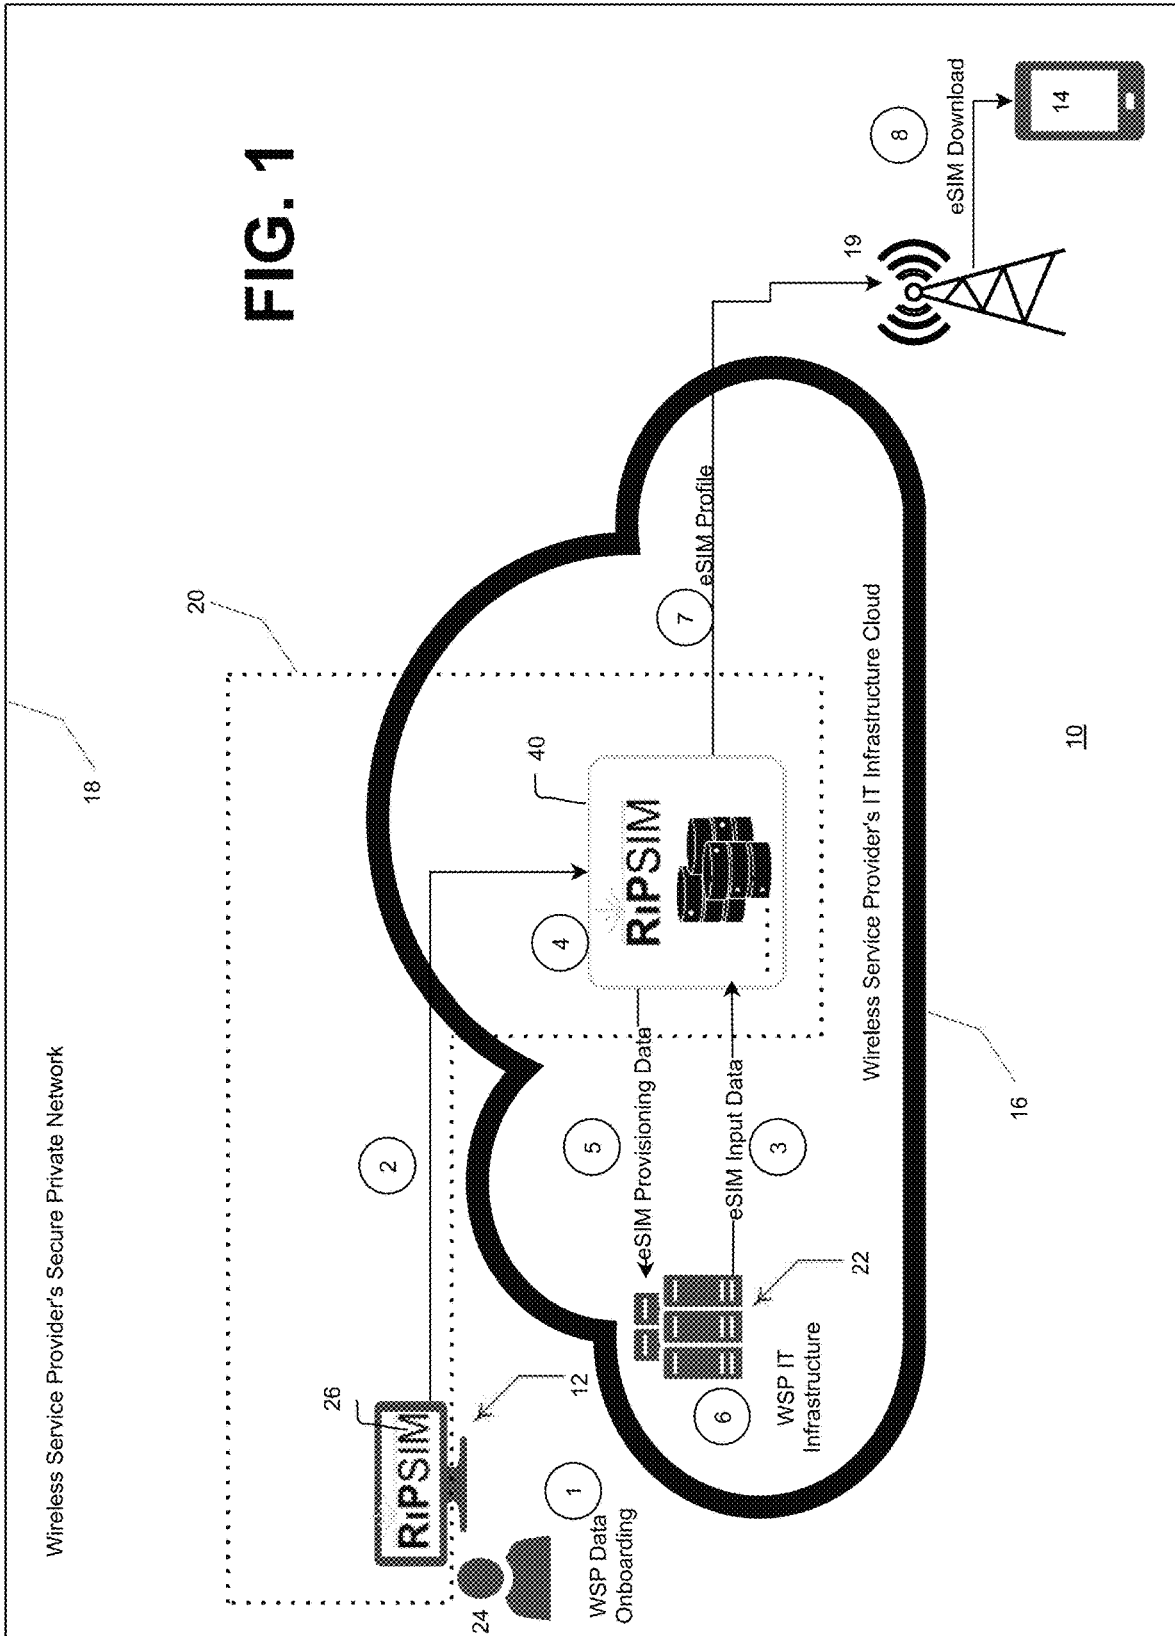 FIG. 1
Wireless Service Provider's Secure Private Network
18
20
26
RiPSIM
12
24
1
WSP Data
Onboarding
2
40
4
RiPSIM
5
eSIM Provisioning Data
eSIM Input Data
3
22
6
WSP IT
Infrastructure
7
eSIM Profile
Wireless Service Provider's IT Infrastructure Cloud
16
19
8
eSIM Download
14
10